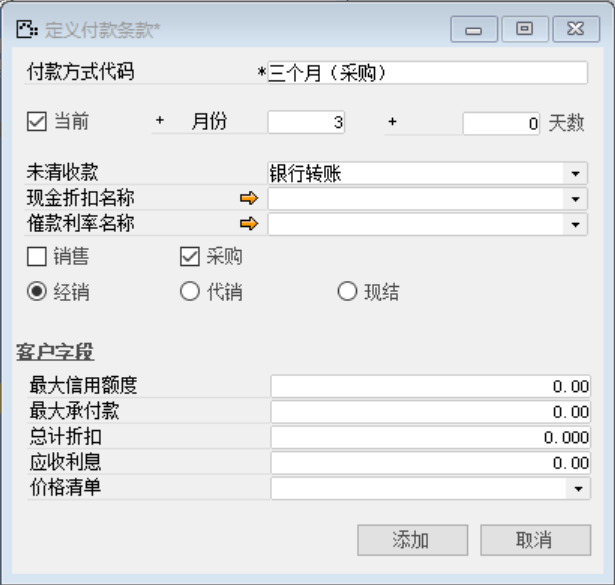 定义付款条款*
付款方式代码 *三个月（采购）
当前 + 月份 3 + 0 天数
未清收款 银行转账
现金折扣名称
催款利率名称
销售 采购
经销 代销 现结
客户字段
最大信用额度 0.00
最大承付款 0.00
总计折扣 0.000
应收利息 0.00
价格清单
添加 取消